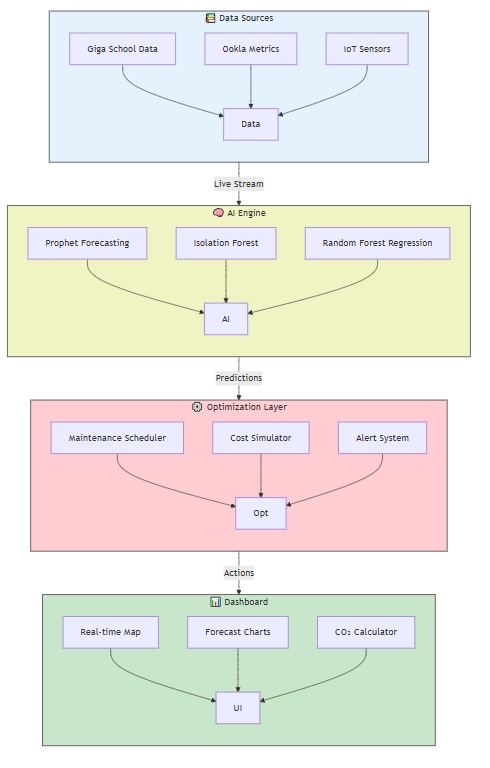 📚 Data Sources
Giga School Data
Ookla Metrics
IoT Sensors
Data
Live Stream
🧠 AI Engine
Prophet Forecasting
Isolation Forest
Random Forest Regression
AI
Predictions
⚙️ Optimization Layer
Maintenance Scheduler
Cost Simulator
Alert System
Opt
Actions
📊 Dashboard
Real-time Map
Forecast Charts
CO₂ Calculator
UI